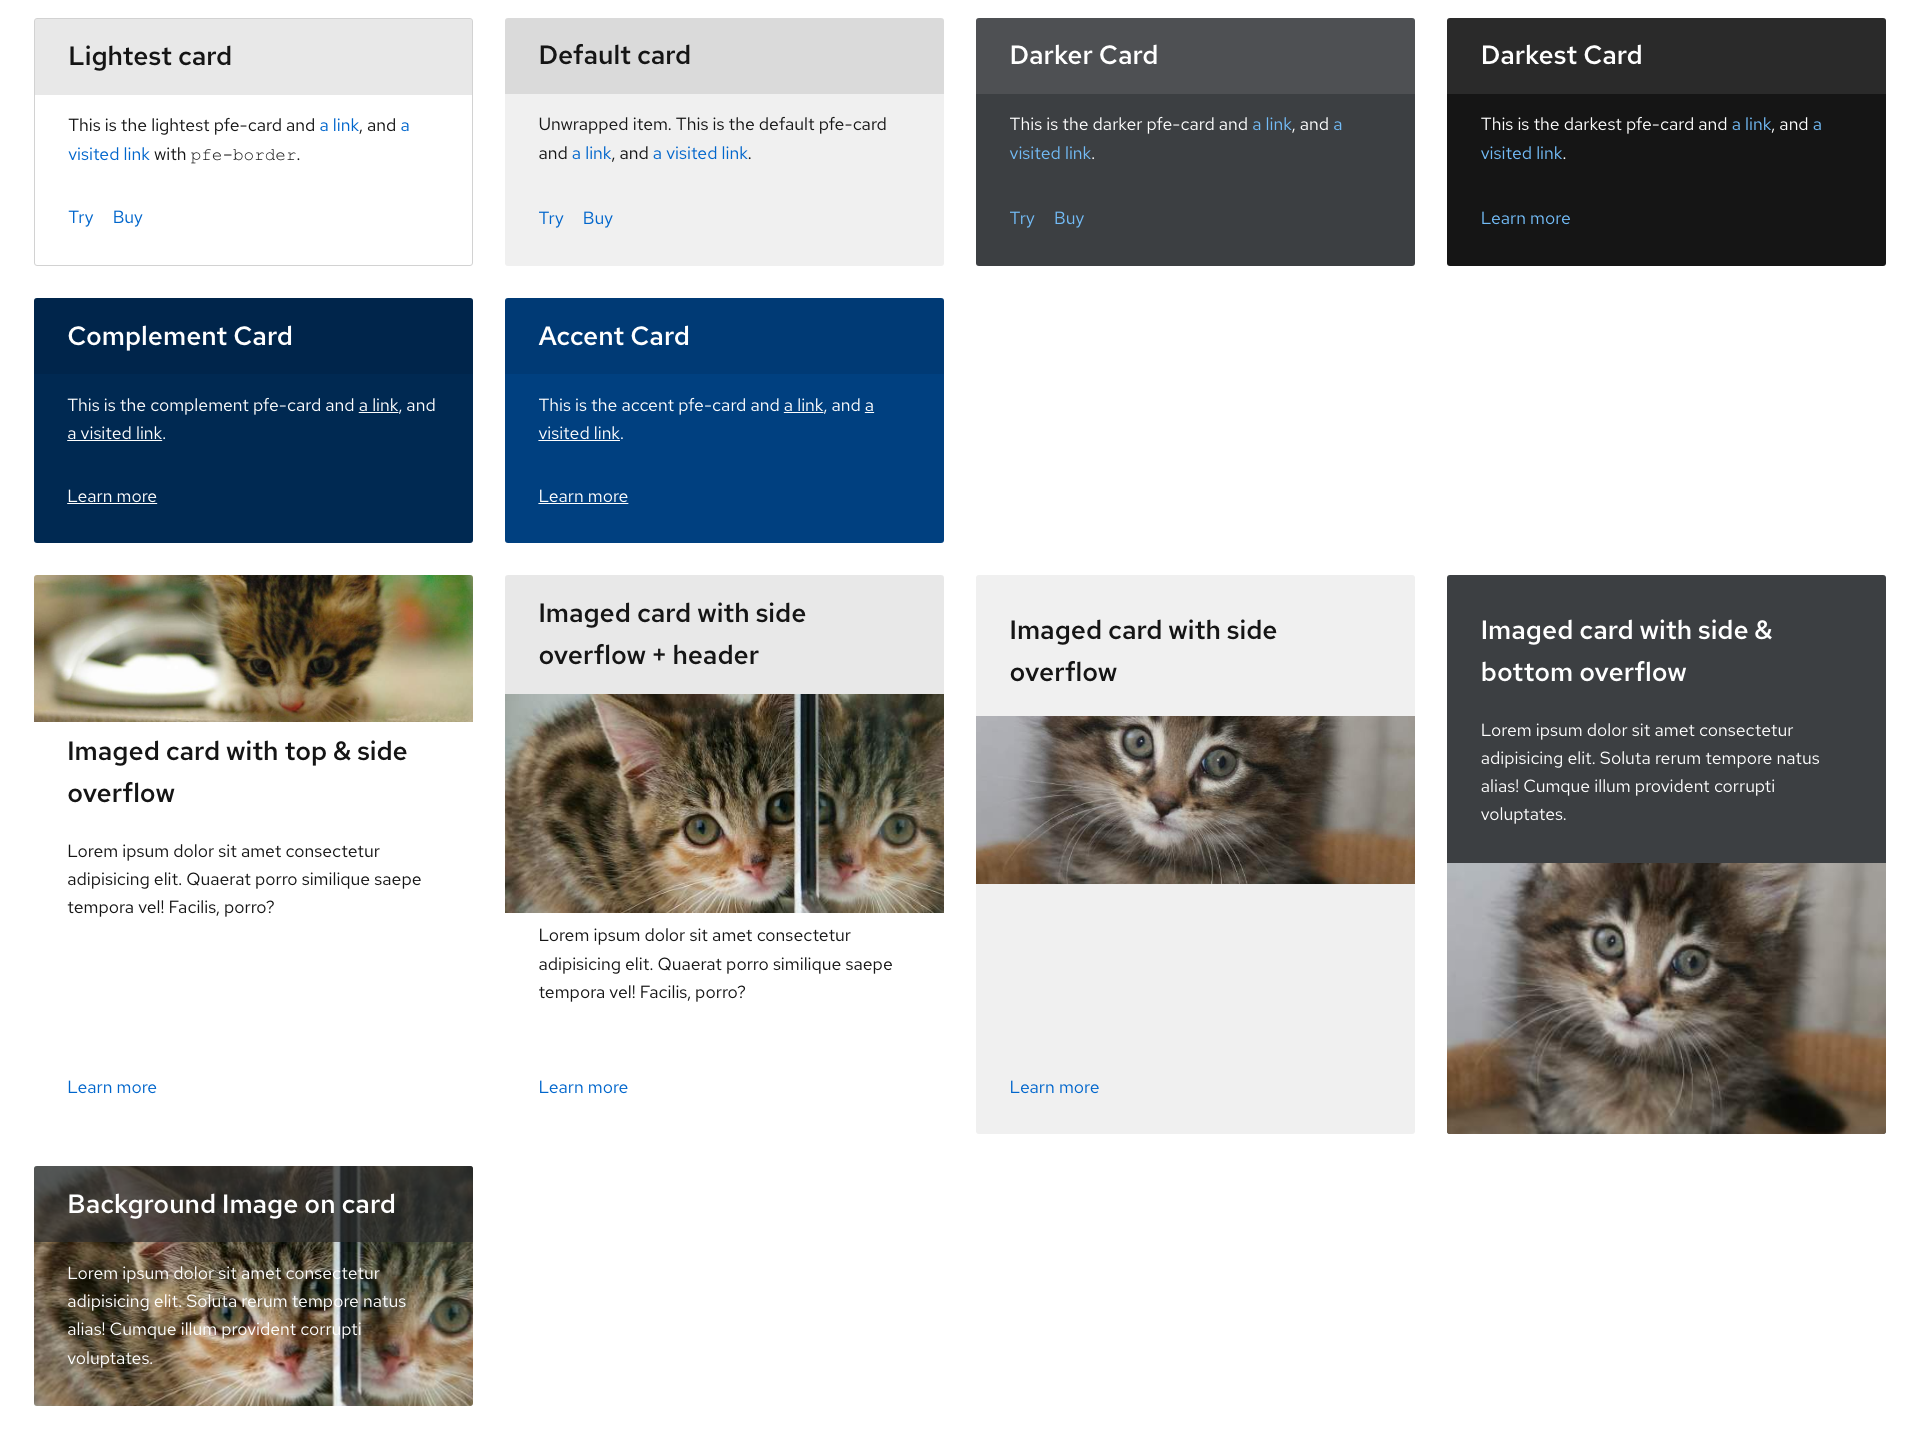 Lightest card
This is the lightest pfe-card and a link, and a
visited link with pfe-border.
Try Buy
Default card
Unwrapped item. This is the default pfe-card
and a link, and a visited link.
Try Buy
Darker Card
This is the darker pfe-card and a link, and a
visited link.
Try Buy
Darkest Card
This is the darkest pfe-card and a link, and a
visited link.
Learn more
Complement Card
This is the complement pfe-card and a link, and
a visited link.
Learn more
Accent Card
This is the accent pfe-card and a link, and a
visited link.
Learn more
Imaged card with top & side
overflow
Lorem ipsum dolor sit amet consectetur
adipisicing elit. Quaerat porro similique saepe
tempora vel! Facilis, porro?
Learn more
Imaged card with side
overflow + header
Lorem ipsum dolor sit amet consectetur
adipisicing elit. Quaerat porro similique saepe
tempora vel! Facilis, porro?
Learn more
Imaged card with side
overflow
Learn more
Imaged card with side &
bottom overflow
Lorem ipsum dolor sit amet consectetur
adipisicing elit. Soluta rerum tempore natus
alias! Cumque illum provident corrupti
voluptates.
Background Image on card
Lorem ipsum dolor sit amet consectetur
adipisicing elit. Soluta rerum tempore natus
alias! Cumque illum provident corrupti
voluptates.